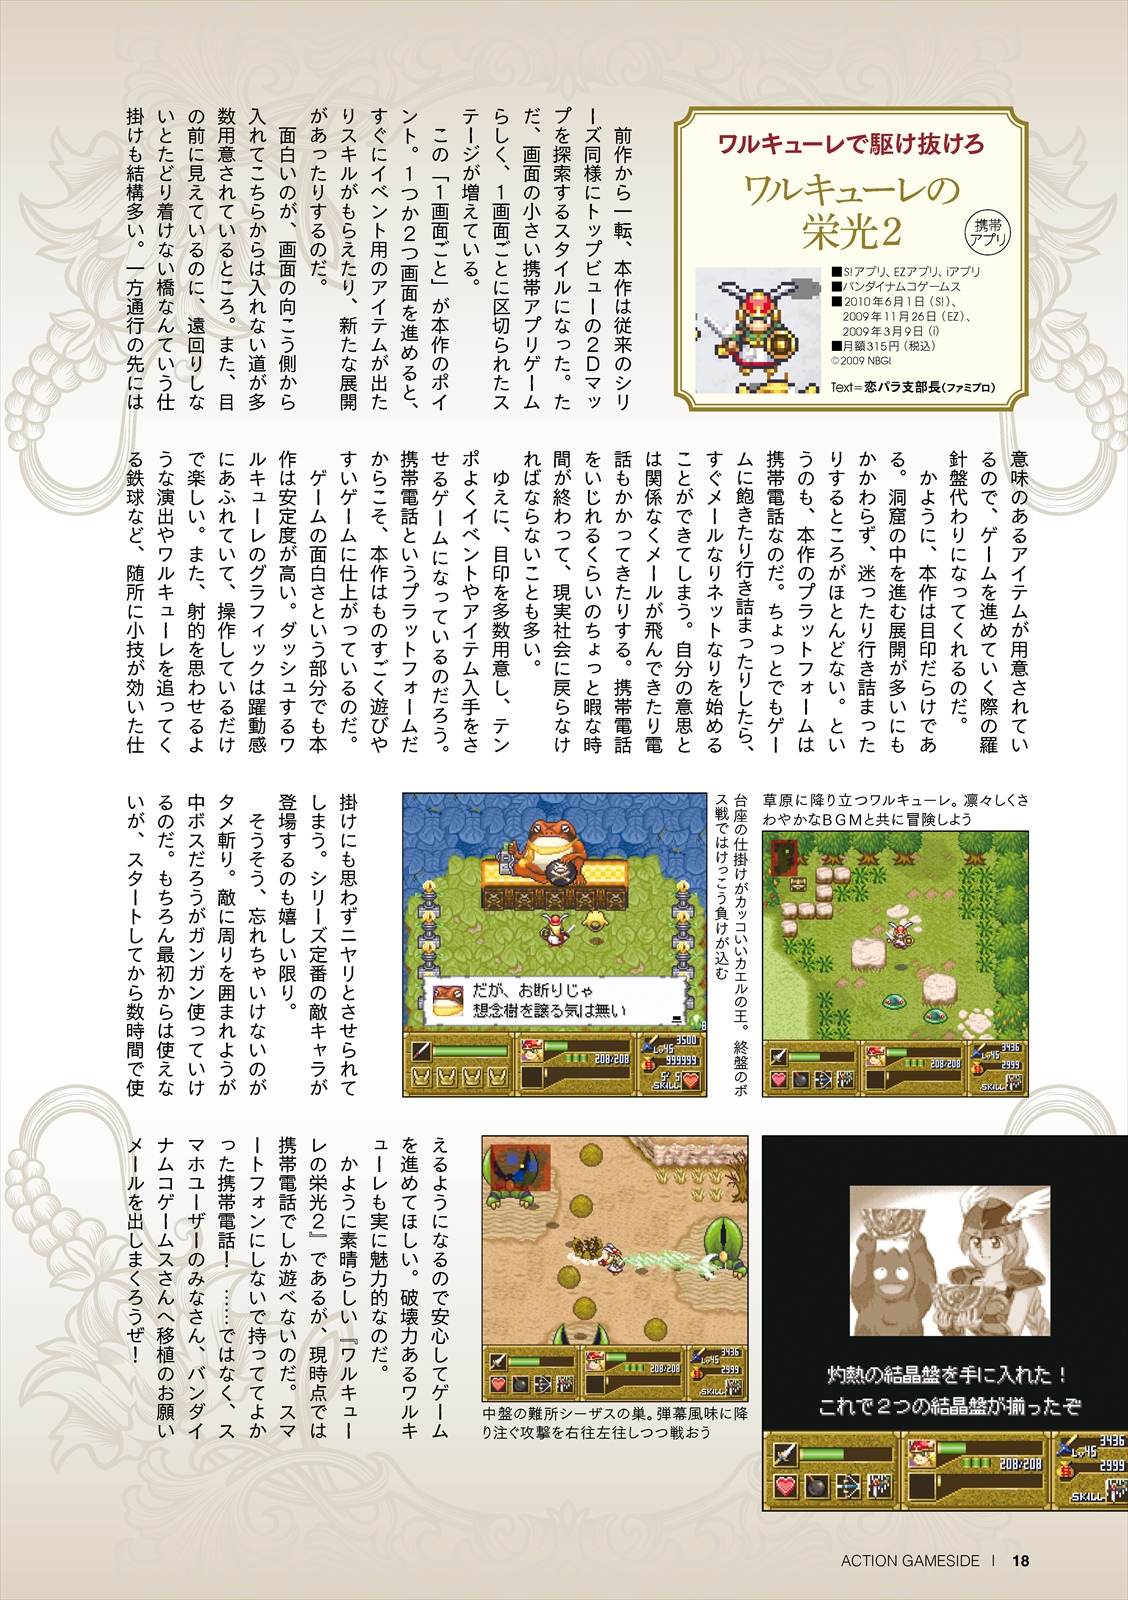 ワルキューレで駆け抜けろ
ワルキューレの
栄光2
携帯
アプリ
■S!アプリ、EZアプリ、iアプリ
■バンダイナムコゲームス
■2010年6月1日(S!)、
2009年11月26日(EZ)、
2009年3月9日(i)
■月額315円(税込)
©2009 NBGI
Text=恋パラ支部長(ファミプロ)
前作から一転、本作は従来のシリ
ーズ同様にトップビューの2Dマッ
プを探索するスタイルになった。た
だ、画面の小さい携帯アプリゲーム
らしく、1画面ごとに区切られたス
テージが増えている。
この「1画面ごと」が本作のポイ
ント。1つか2つ画面を進めると、
すぐにイベント用のアイテムが出た
りスキルがもらえたり、新たな展開
があったりするのだ。
面白いのが、画面の向こう側から
入れてこちらからは入れない道が多
数用意されているところ。また、目
の前に見えているのに、遠回りしな
いとたどり着けない橋なんていう仕
掛けも結構多い。一方通行の先には
意味のあるアイテムが用意されてい
るので、ゲームを進めていく際の羅
針盤代わりになってくれるのだ。
かように、本作は目印だらけであ
る。洞窟の中を進む展開が多いにも
かかわらず、迷ったり行き詰まった
りするところがほとんどない。とい
うのも、本作のプラットフォームは
携帯電話なのだ。ちょっとでもゲー
ムに飽きたり行き詰まったりしたら、
すぐメールなりネットなりを始める
ことができてしまう。自分の意思と
は関係なくメールが飛んできたり電
話もかかってきたりする。携帯電話
をいじれるくらいのちょっと暇な時
間が終わって、現実社会に戻らなけ
ればならないことも多い。
ゆえに、目印を多数用意し、テン
ポよくイベントやアイテム入手をさ
せるゲームになっているのだろう。
携帯電話というプラットフォームだ
からこそ、本作はものすごく遊びや
すいゲームに仕上がっているのだ。
ゲームの面白さという部分でも本
作は安定度が高い。ダッシュするワ
ルキューレのグラフィックは躍動感
にあふれていて、操作しているだけ
で楽しい。また、射的を思わせるよ
うな演出やワルキューレを追ってく
る鉄球など、随所に小技が効いた仕
草原に降り立つワルキューレ。凛々しくさ
わやかなBGMと共に冒険しよう
3436
Lv45
2999
208/208
SKILL
台座の仕掛けがカッコいいカエルの王。終盤のボ
ス戦ではけっこう負けが込む
だが、お断りじゃ
想念樹を譲る気は無い
3500
Lv45
999999
208/208
SKILL
掛けにも思わずニヤリとさせられて
しまう。シリーズ定番の敵キャラが
登場するのも嬉しい限り。
そうそう、忘れちゃいけないのが
タメ斬り。敵に周りを囲まれようが
中ボスだろうがガンガン使っていけ
るのだ。もちろん最初からは使えな
いが、スタートしてから数時間で使
灼熱の結晶盤を手に入れた!
これで2つの結晶盤が揃ったぞ
3436
Lv45
2999
208/208
SKILL
3436
Lv45
2999
208/208
SKILL
中盤の難所シーザスの巣。弾幕風味に降
り注ぐ攻撃を右往左往しつつ戦おう
えるようになるので安心してゲーム
を進めてほしい。破壊力あるワルキ
ューレも実に魅力的なのだ。
かように素晴らしい『ワルキュー
レの栄光2』であるが、現時点では
携帯電話でしか遊べないのだ。スマ
ートフォンにしないで持っててよか
った携帯電話!……ではなく、ス
マホユーザーのみなさん、バンダイ
ナムコゲームスさんへ移植のお願い
メールを出しまくろうぜ!
ACTION GAMESIDE | 18